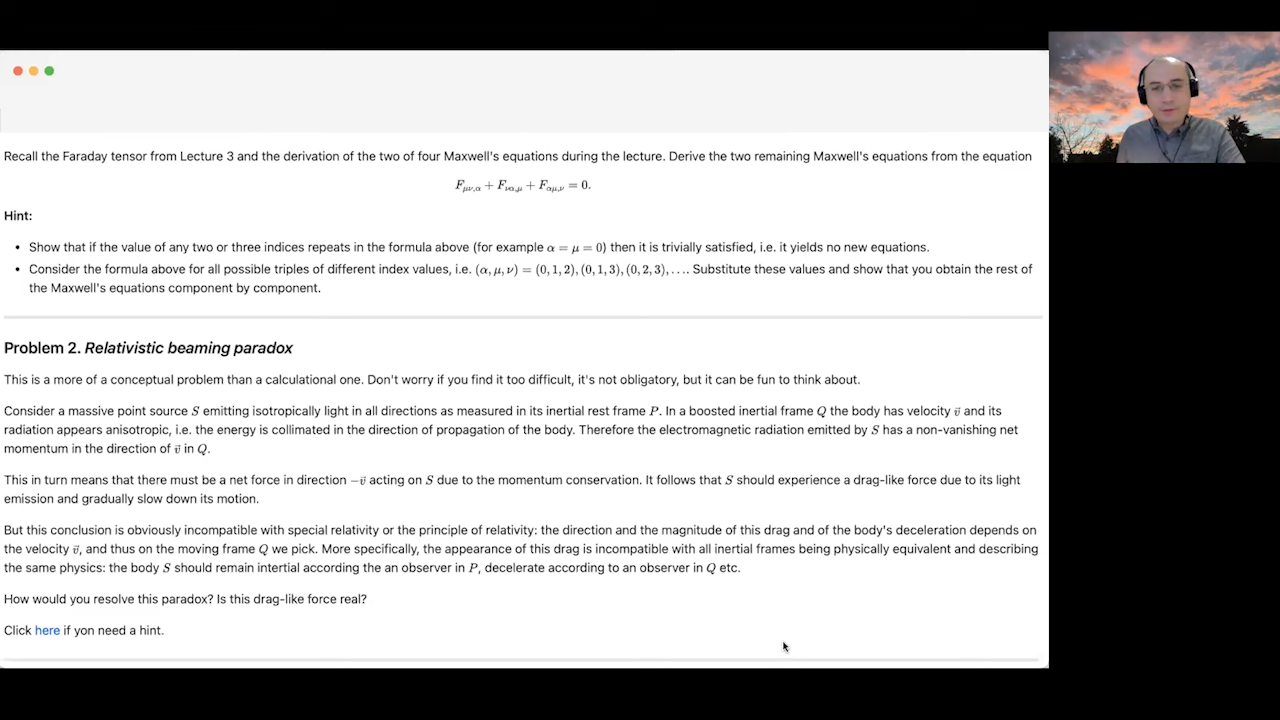 Recall the Faraday tensor from Lecture 3 and the derivation of the two of four Maxwell's equations during the lecture. Derive the two remaining Maxwell's equations from the equation
F_{μν,α} + F_{να,μ} + F_{αμ,ν} = 0.
Hint:
• Show that if the value of any two or three indices repeats in the formula above (for example α = μ = 0) then it is trivially satisfied, i.e. it yields no new equations.
• Consider the formula above for all possible triples of different index values, i.e. (α, μ, ν) = (0, 1, 2), (0, 1, 3), (0, 2, 3), .... Substitute these values and show that you obtain the rest of
the Maxwell's equations component by component.
Problem 2. Relativistic beaming paradox
This is a more of a conceptual problem than a calculational one. Don't worry if you find it too difficult, it's not obligatory, but it can be fun to think about.
Consider a massive point source S emitting isotropically light in all directions as measured in its inertial rest frame P. In a boosted inertial frame Q the body has velocity v⃗ and its
radiation appears anisotropic, i.e. the energy is collimated in the direction of propagation of the body. Therefore the electromagnetic radiation emitted by S has a non-vanishing net
momentum in the direction of v⃗ in Q.
This in turn means that there must be a net force in direction −v⃗ acting on S due to the momentum conservation. It follows that S should experience a drag-like force due to its light
emission and gradually slow down its motion.
But this conclusion is obviously incompatible with special relativity or the principle of relativity: the direction and the magnitude of this drag and of the body's deceleration depends on
the velocity v⃗, and thus on the moving frame Q we pick. More specifically, the appearance of this drag is incompatible with all inertial frames being physically equivalent and describing
the same physics: the body S should remain intertial according the an observer in P, decelerate according to an observer in Q etc.
How would you resolve this paradox? Is this drag-like force real?
Click here if yon need a hint.